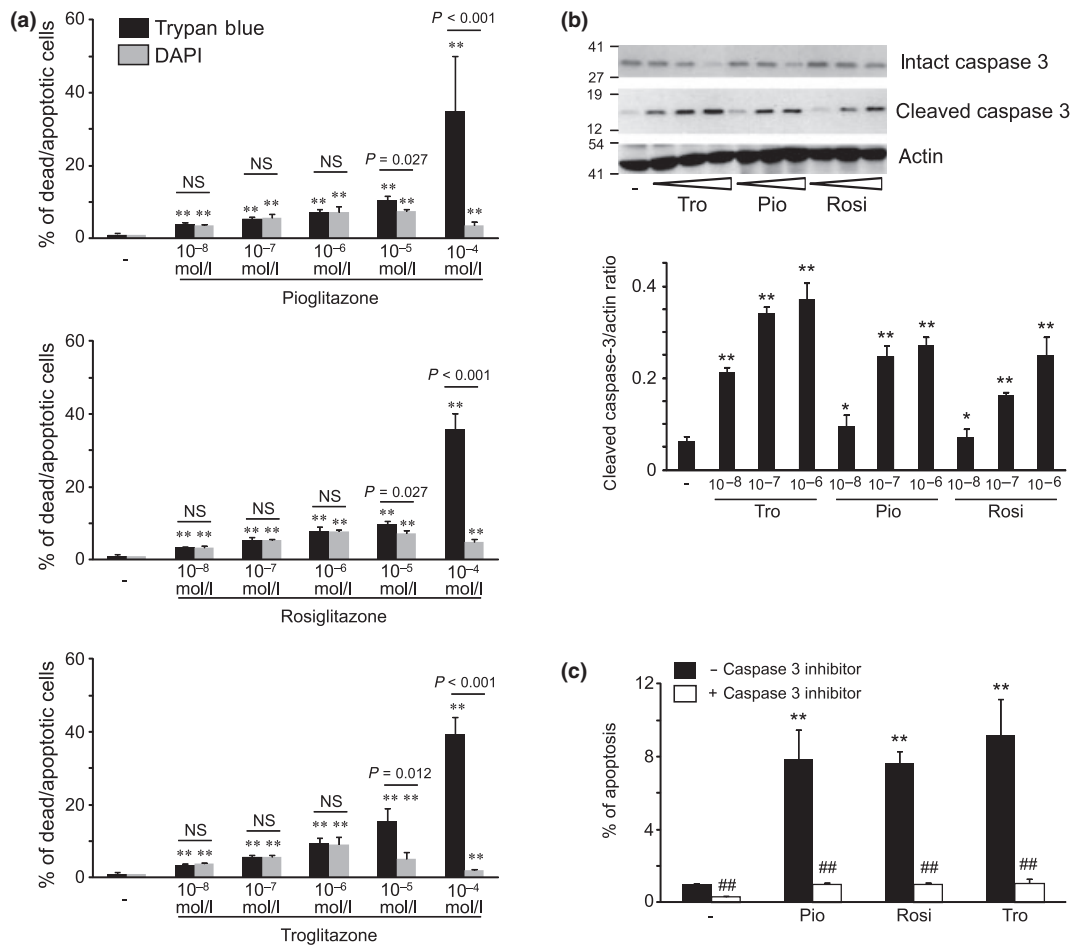 (a)
Trypan blue
DAPI
% of dead/apoptotic cells
60
40
20
0
P < 0.001
**
P = 0.027
NS NS NS
** ** ** ** ** ** ** ** **
- 10–8 10–7 10–6 10–5 10–4
mol/l mol/l mol/l mol/l mol/l
Pioglitazone
% of dead/apoptotic cells
60
40
20
0
P < 0.001
**
P = 0.027
NS NS NS
** ** ** ** ** ** ** ** **
- 10–8 10–7 10–6 10–5 10–4
mol/l mol/l mol/l mol/l mol/l
Rosiglitazone
% of dead/apoptotic cells
60
40
20
0
P < 0.001
**
P = 0.012
NS NS NS
** ** ** ** ** ** ** ** **
- 10–8 10–7 10–6 10–5 10–4
mol/l mol/l mol/l mol/l mol/l
Troglitazone
(b)
41
27
Intact caspase 3
19
12
Cleaved caspase 3
54
41
Actin
- Tro Pio Rosi
Cleaved caspase-3/actin ratio
0.4
0.2
0
** ** ** * ** ** * ** **
- 10–8 10–7 10–6 10–8 10–7 10–6 10–8 10–7 10–6
Tro Pio Rosi
(c)
– Caspase 3 inhibitor
+ Caspase 3 inhibitor
% of apoptosis
12
8
4
0
** ** **
## ## ## ##
- Pio Rosi Tro